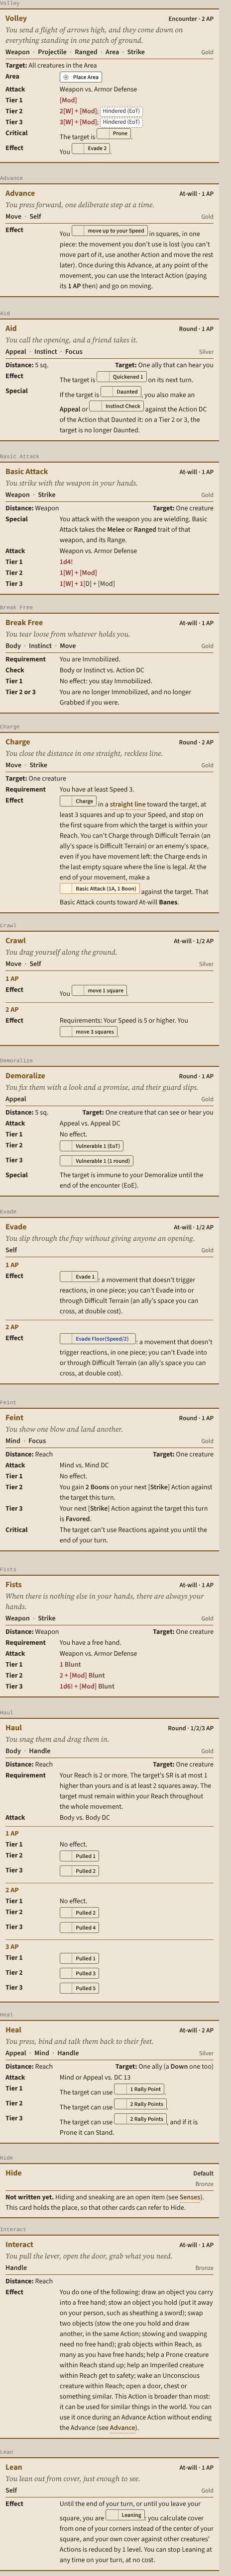 Volley
Volley Encounter · 2 AP
You send a flight of arrows high, and they come down on
everything standing in one patch of ground.
Weapon · Projectile · Ranged · Area · Strike Gold
Target: All creatures in the Area
Area Place Area
Attack Weapon vs. Armor Defense
Tier 1 [Mod]
Tier 2 2[W] + [Mod]; Hindered (EoT)
Tier 3 3[W] + [Mod]; Hindered (EoT)
Critical The target is Prone.
Effect You Evade 2.
Advance
Advance At-will · 1 AP
You press forward, one deliberate step at a time.
Move · Self Gold
Effect You move up to your Speed in squares, in one
piece: the movement you don't use is lost (you can't
move part of it, use another Action and move the rest
later). Once during this Advance, at any point of the
movement, you can use the Interact Action (paying
its 1 AP then) and go on moving.
Aid
Aid Round · 1 AP
You call the opening, and a friend takes it.
Appeal · Instinct · Focus Silver
Distance: 5 sq. Target: One ally that can hear you
Effect The target is Quickened 1 on its next turn.
Special If the target is Daunted, you also make an
Appeal or Instinct Check against the Action DC
of the Action that Daunted it: on a Tier 2 or 3, the
target is no longer Daunted.
Basic Attack
Basic Attack At-will · 1 AP
You strike with the weapon in your hands.
Weapon · Strike Gold
Distance: Weapon Target: One creature
Special You attack with the weapon you are wielding. Basic
Attack takes the Melee or Ranged trait of that
weapon, and its Range.
Attack Weapon vs. Armor Defense
Tier 1 1d4!
Tier 2 1[W] + [Mod]
Tier 3 1[W] + 1[D] + [Mod]
Break Free
Break Free At-will · 1 AP
You tear loose from whatever holds you.
Body · Instinct · Move Gold
Requirement You are Immobilized.
Check Body or Instinct vs. Action DC
Tier 1 No effect: you stay Immobilized.
Tier 2 or 3 You are no longer Immobilized, and no longer
Grabbed if you were.
Charge
Charge Round · 2 AP
You close the distance in one straight, reckless line.
Move · Strike Gold
Target: One creature
Requirement You have at least Speed 3.
Effect Charge in a straight line toward the target, at
least 3 squares and up to your Speed, and stop on
the first square from which the target is within your
Reach. You can't Charge through Difficult Terrain (an
ally's space is Difficult Terrain) or an enemy's space,
even if you have movement left: the Charge ends in
the last empty square where the line is legal. At the
end of your movement, make a
Basic Attack (1A, 1 Boon) against the target. That
Basic Attack counts toward At-will Banes.
Crawl
Crawl At-will · 1/2 AP
You drag yourself along the ground.
Move · Self Silver
1 AP
Effect You move 1 square.
2 AP
Effect Requirements: Your Speed is 5 or higher. You
move 3 squares.
Demoralize
Demoralize Round · 1 AP
You fix them with a look and a promise, and their guard slips.
Appeal Gold
Distance: 5 sq. Target: One creature that can see or hear you
Attack Appeal vs. Appeal DC
Tier 1 No effect.
Tier 2 Vulnerable 1 (EoT)
Tier 3 Vulnerable 1 (1 round)
Special The target is immune to your Demoralize until the
end of the encounter (EoE).
Evade
Evade At-will · 1/2 AP
You slip through the fray without giving anyone an opening.
Self Gold
1 AP
Effect Evade 1: a movement that doesn't trigger
reactions, in one piece; you can't Evade into or
through Difficult Terrain (an ally's space you can
cross, at double cost).
2 AP
Effect Evade Floor(Speed/2): a movement that doesn't
trigger reactions, in one piece; you can't Evade into
or through Difficult Terrain (an ally's space you can
cross, at double cost).
Feint
Feint Round · 1 AP
You show one blow and land another.
Mind · Focus Gold
Distance: Reach Target: One creature
Attack Mind vs. Mind DC
Tier 1 No effect.
Tier 2 You gain 2 Boons on your next [Strike] Action against
the target this turn.
Tier 3 Your next [Strike] Action against the target this turn
is Favored.
Critical The target can't use Reactions against you until the
end of your turn.
Fists
Fists At-will · 1 AP
When there is nothing else in your hands, there are always your
hands.
Weapon · Strike Gold
Distance: Weapon Target: One creature
Requirement You have a free hand.
Attack Weapon vs. Armor Defense
Tier 1 1 Blunt
Tier 2 2 + [Mod] Blunt
Tier 3 1d6! + [Mod] Blunt
Haul
Haul Round · 1/2/3 AP
You snag them and drag them in.
Body · Handle Gold
Distance: Reach Target: One creature
Requirement Your Reach is 2 or more. The target's SR is at most 1
higher than yours and is at least 2 squares away. The
target must remain within your Reach throughout
the whole movement.
Attack Body vs. Body DC
1 AP
Tier 1 No effect.
Tier 2 Pulled 1
Tier 3 Pulled 2
2 AP
Tier 1 No effect.
Tier 2 Pulled 2
Tier 3 Pulled 4
3 AP
Tier 1 Pulled 1
Tier 2 Pulled 3
Tier 3 Pulled 5
Heal
Heal At-will · 2 AP
You press, bind and talk them back to their feet.
Appeal · Mind · Handle Silver
Distance: Reach Target: One ally (a Down one too)
Attack Mind or Appeal vs. DC 13
Tier 1 The target can use 1 Rally Point.
Tier 2 The target can use 2 Rally Points.
Tier 3 The target can use 2 Rally Points, and if it is
Prone it can Stand.
Hide
Hide Default
Bronze
Not written yet. Hiding and sneaking are an open item (see Senses).
This card holds the place, so that other cards can refer to Hide.
Interact
Interact At-will · 1 AP
You pull the lever, open the door, grab what you need.
Handle Bronze
Distance: Reach
Effect You do one of the following: draw an object you carry
into a free hand; stow an object you hold (put it away
on your person, such as sheathing a sword); swap
two objects (stow the one you hold and draw
another, in the same Action; stowing and swapping
need no free hand); grab objects within Reach, as
many as you have free hands; help a Prone creature
within Reach stand up; help an Imperiled creature
within Reach get to safety; wake an Unconscious
creature within Reach; open a door, chest or
something similar. This Action is broader than most:
it can be used for similar things in the world. You can
use it once during an Advance Action without ending
the Advance (see Advance).
Lean
Lean At-will · 1 AP
You lean out from cover, just enough to see.
Self Gold
Effect Until the end of your turn, or until you leave your
square, you are Leaning: you calculate cover
from one of your corners instead of the center of your
square, and your own cover against other creatures'
Actions is reduced by 1 level. You can stop Leaning at
any time on your turn, at no cost.